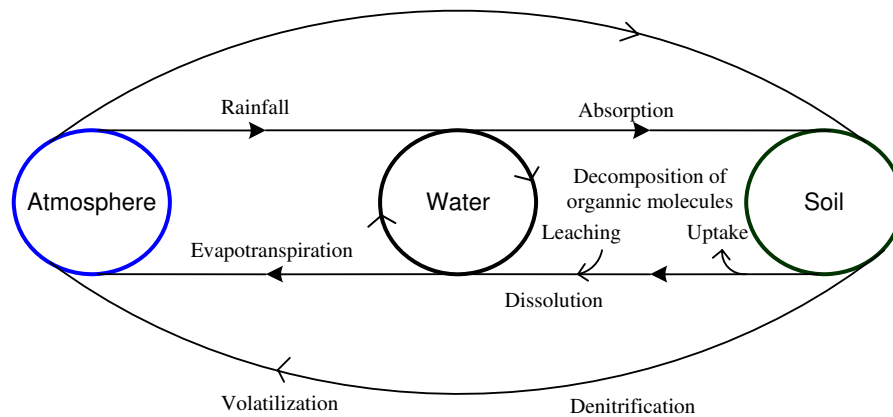 Rainfall
Absorption
Atmosphere
Water
Decomposition of
organnic molecules
Soil
Leaching
Uptake
Evapotranspiration
Dissolution
Volatilization
Denitrification